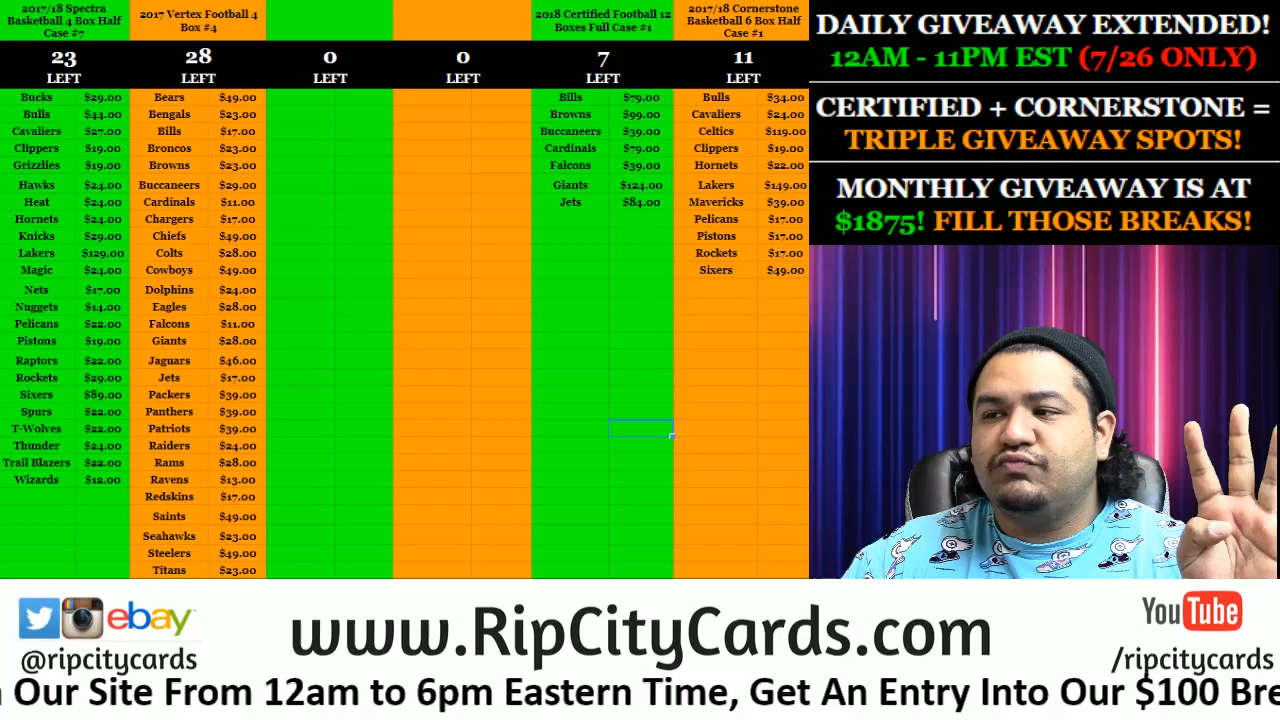 2017/18 Spectra
Basketball 4 Box Half
Case #7
23
LEFT
Bucks $29.00
Bulls $44.00
Cavaliers $27.00
Clippers $19.00
Grizzlies $19.00
Hawks $24.00
Heat $24.00
Hornets $24.00
Knicks $29.00
Lakers $129.00
Magic $24.00
Nets $17.00
Nuggets $14.00
Pelicans $22.00
Pistons $19.00
Raptors $22.00
Rockets $29.00
Sixers $89.00
Spurs $22.00
T-Wolves $22.00
Thunder $24.00
Trail Blazers $22.00
Wizards $12.00
2017 Vertex Football 4
Box #4
28
LEFT
Bears $49.00
Bengals $23.00
Bills $17.00
Broncos $23.00
Browns $23.00
Buccaneers $29.00
Cardinals $11.00
Chargers $17.00
Chiefs $49.00
Colts $28.00
Cowboys $49.00
Dolphins $24.00
Eagles $28.00
Falcons $11.00
Giants $28.00
Jaguars $46.00
Jets $17.00
Packers $39.00
Panthers $39.00
Patriots $39.00
Raiders $24.00
Rams $28.00
Ravens $13.00
Redskins $17.00
Saints $49.00
Seahawks $23.00
Steelers $49.00
Titans $23.00
0
LEFT
0
LEFT
2018 Certified Football 12
Boxes Full Case #1
7
LEFT
Bills $79.00
Browns $99.00
Buccaneers $39.00
Cardinals $79.00
Falcons $39.00
Giants $124.00
Jets $84.00
2017/18 Cornerstone
Basketball 6 Box Half
Case #1
11
LEFT
Bulls $34.00
Cavaliers $24.00
Celtics $119.00
Clippers $19.00
Hornets $22.00
Lakers $149.00
Mavericks $39.00
Pelicans $17.00
Pistons $17.00
Rockets $17.00
Sixers $49.00
DAILY GIVEAWAY EXTENDED!
12AM - 11PM EST (7/26 ONLY)
CERTIFIED + CORNERSTONE =
TRIPLE GIVEAWAY SPOTS!
MONTHLY GIVEAWAY IS AT
$1875! FILL THOSE BREAKS!
ebay
@ripcitycards
www.RipCityCards.com
YouTube
/ripcitycards
Our Site From 12am to 6pm Eastern Time, Get An Entry Into Our $100